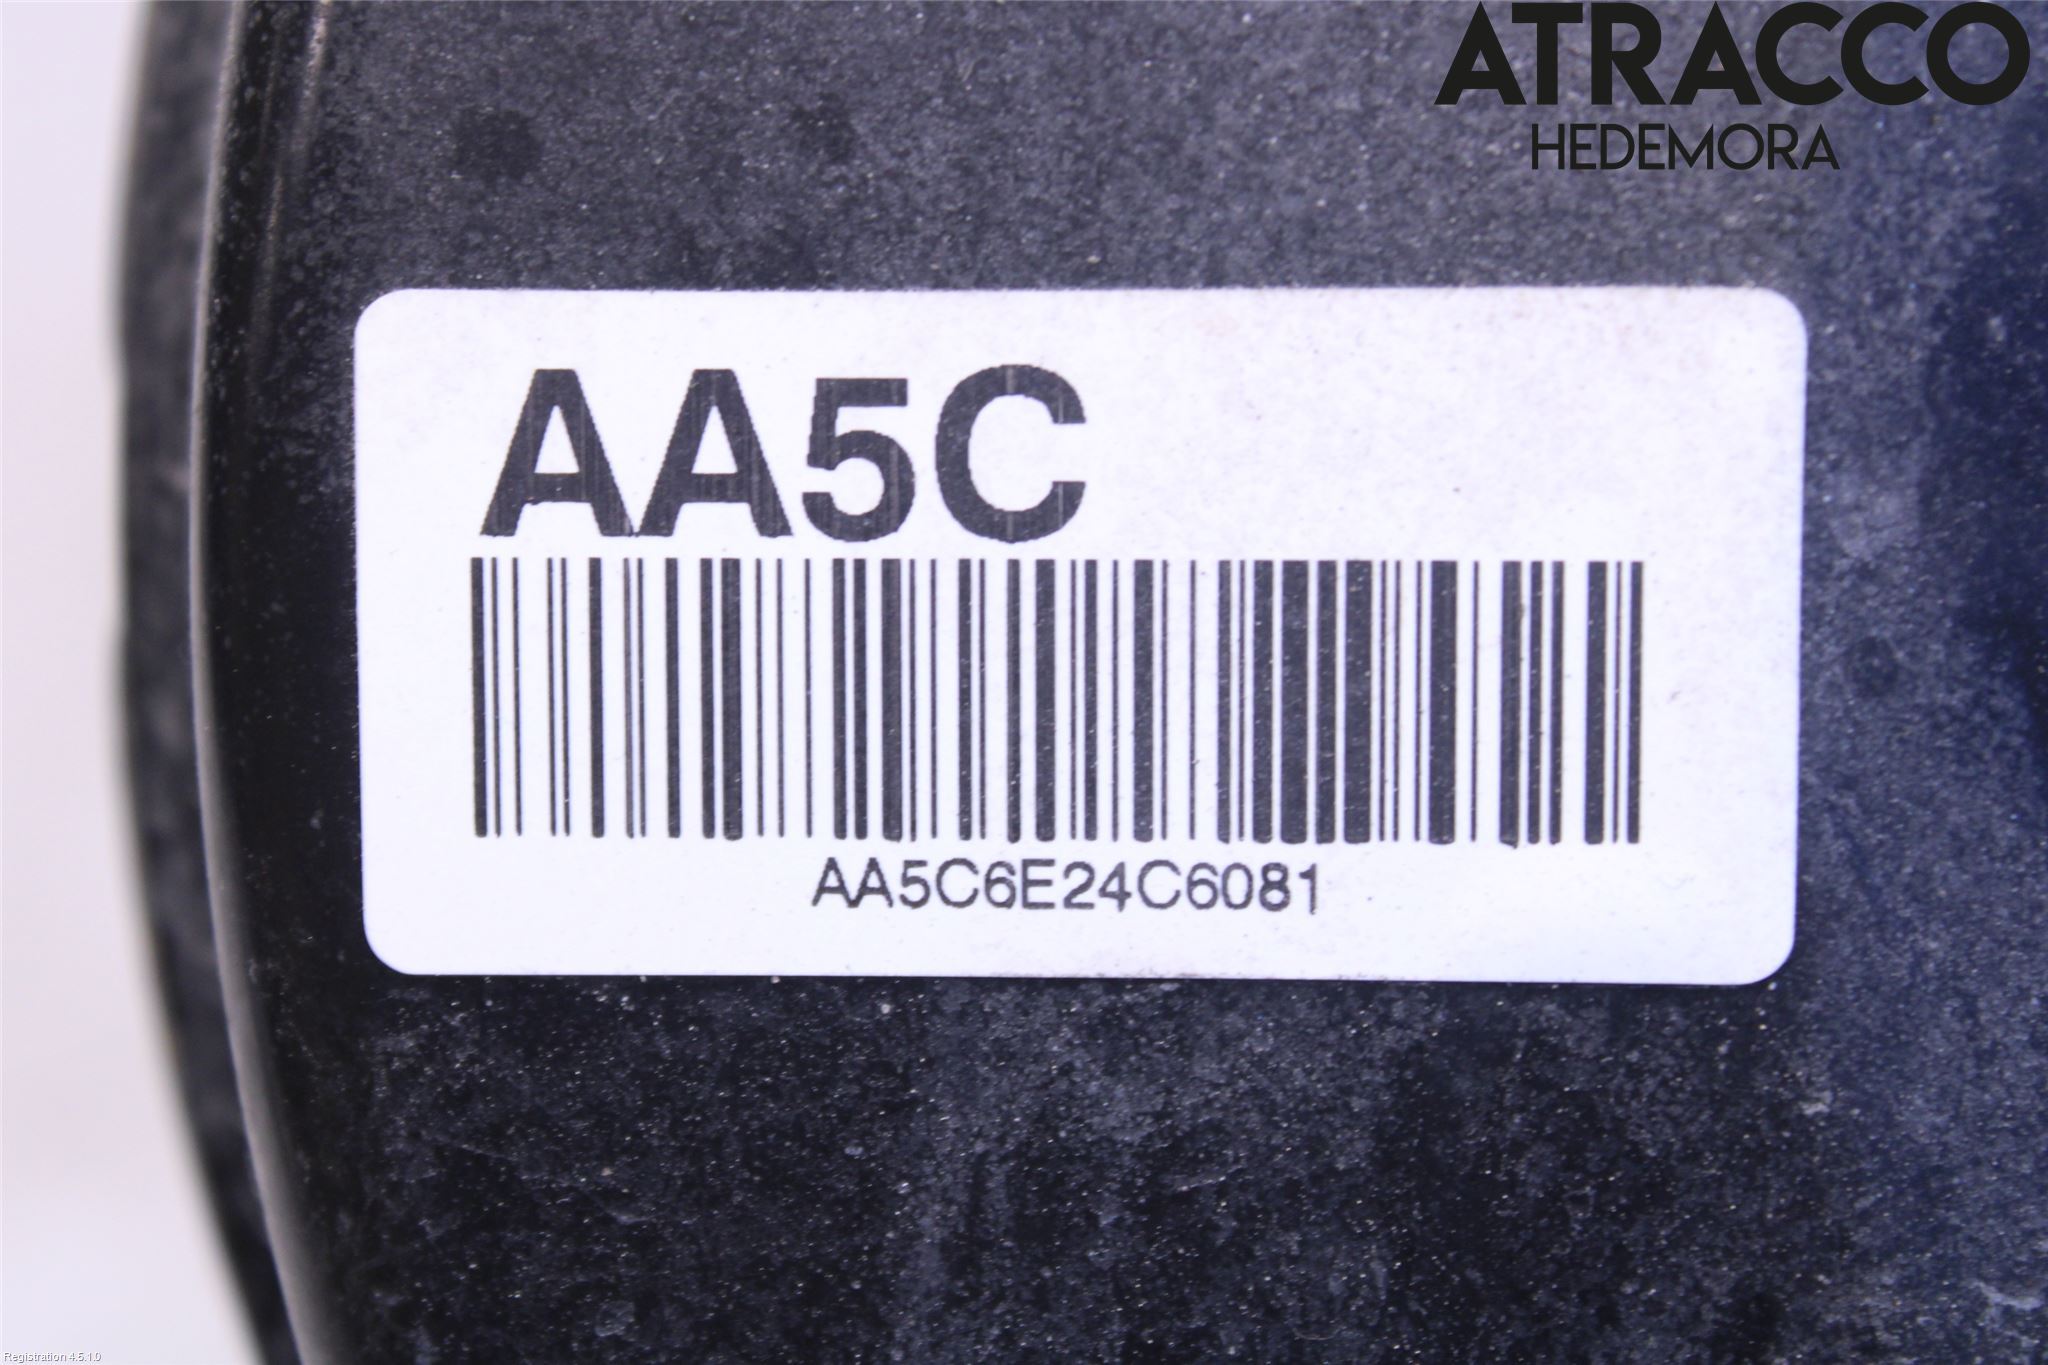 ATRACCO
HEDEMORA
AA5C
AA5C6E24C6081
Registration 4.5.1.0